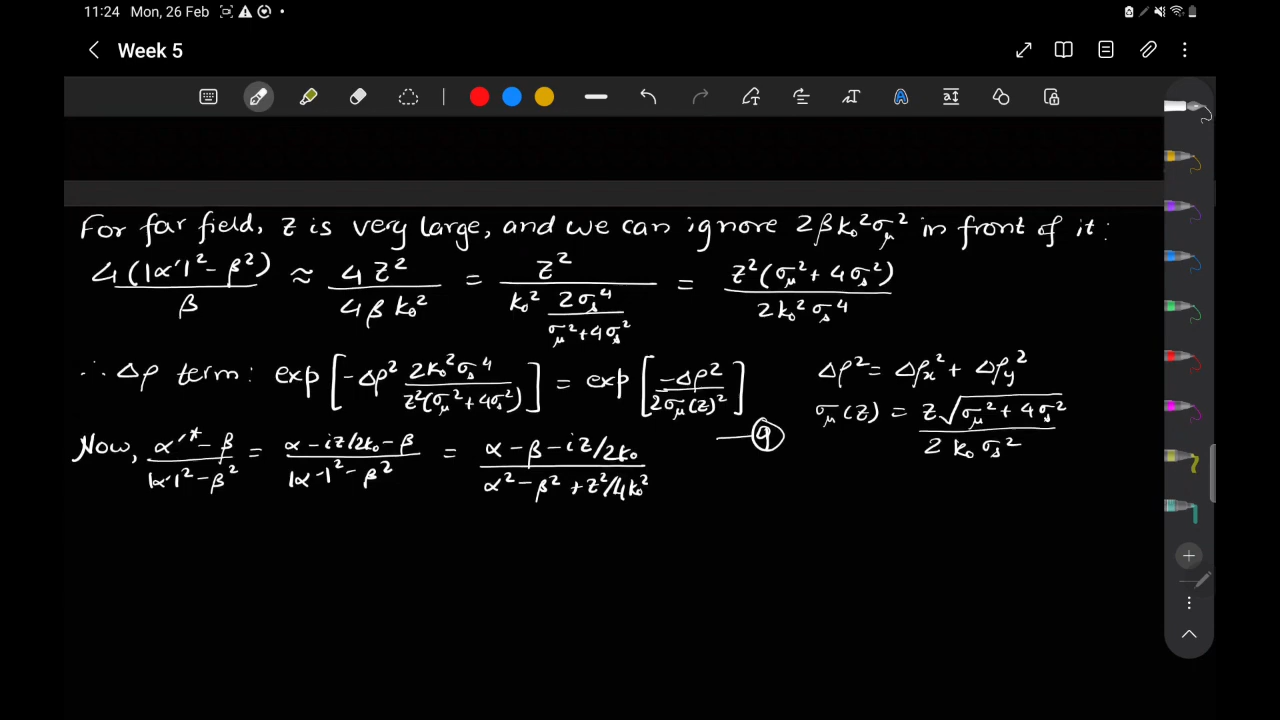 11:24 Mon, 26 Feb
Week 5
For far field, z is very large, and we can ignore 2βk₀²σ_μ² in front of it:
4(|α'|² - β²)/β ≈ 4z²/4βk₀² = z²/(k₀² 2σ_s⁴/(σ_μ² + 4σ_s²)) = z²(σ_μ² + 4σ_s²)/2k₀²σ_s⁴
∴ Δρ term: exp[-Δρ² 2k₀²σ_s⁴/z²(σ_μ² + 4σ_s²)] = exp[-Δρ²/2σ_μ(z)²] —⑨
Δρ² = Δρ_x² + Δρ_y²
σ_μ(z) = z√(σ_μ² + 4σ_s²)/2k₀σ_s²
Now, (α'* - β)/(|α'|² - β²) = (α - iz/2k₀ - β)/(|α'|² - β²) = (α - β - iz/2k₀)/(α² - β² + z²/4k₀²)